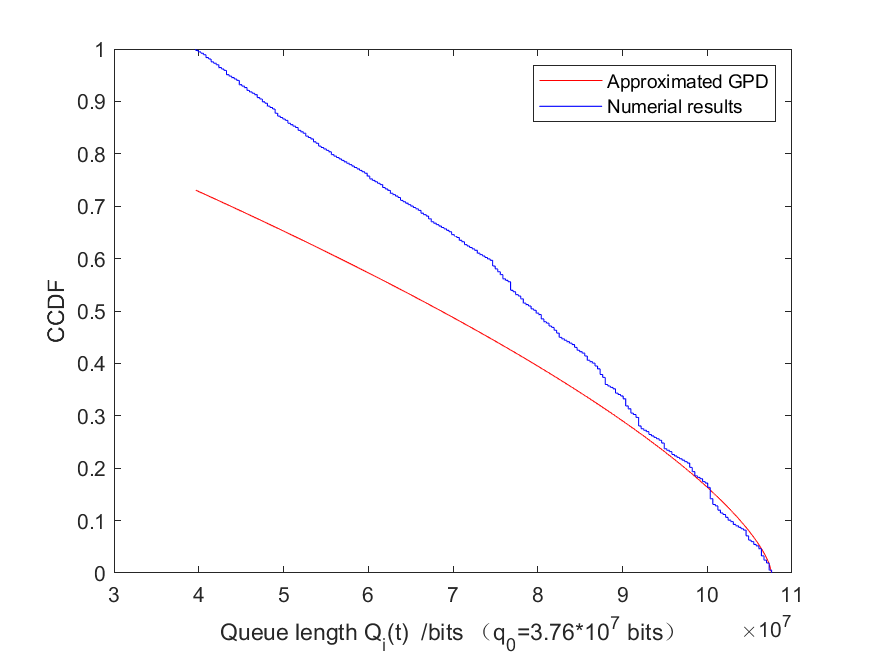 1
0.9
0.8
0.7
0.6
0.5
0.4
0.3
0.2
0.1
0
CCDF
Approximated GPD
Numerial results
3 4 5 6 7 8 9 10 11
×10^7
Queue length Q_i(t) /bits （q_0=3.76*10^7 bits）